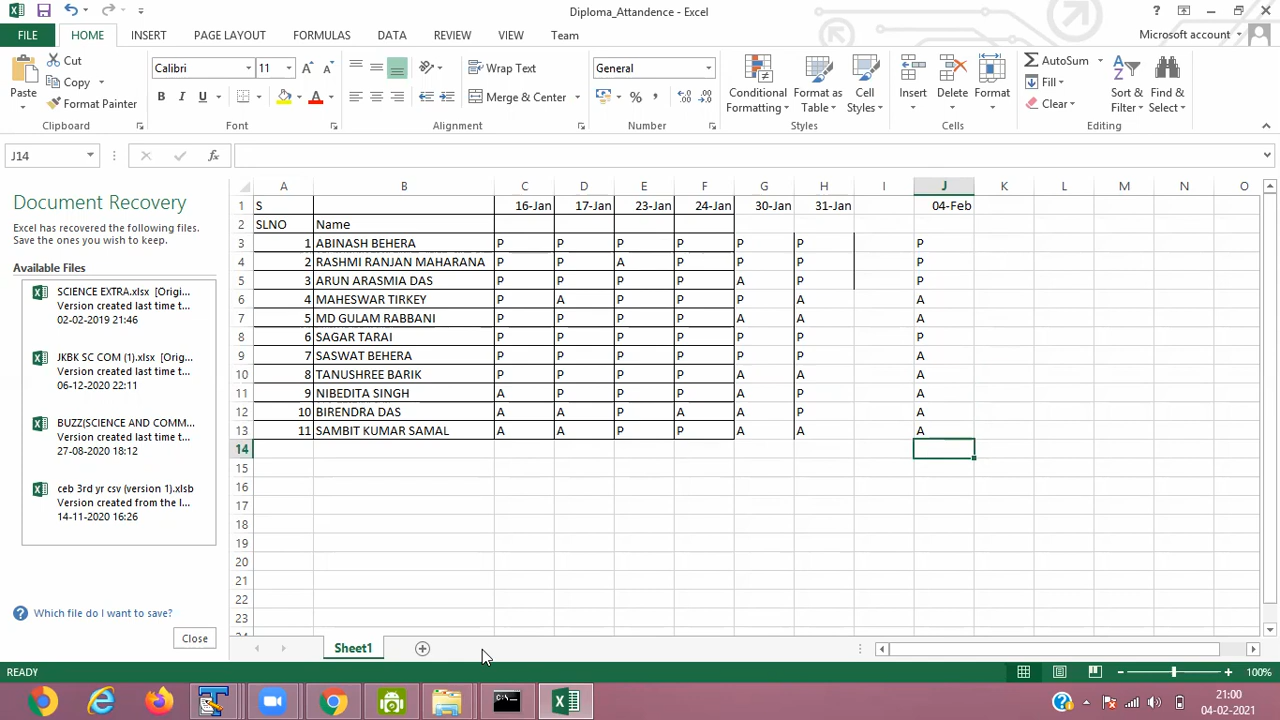 Diploma_Attandence - Excel
FILE HOME INSERT PAGE LAYOUT FORMULAS DATA REVIEW VIEW Team Microsoft account
Paste Cut Copy Format Painter
Clipboard
Calibri 11
B I U A
Font
Wrap Text
Merge & Center
Alignment
General
% ,
Number
Conditional Formatting Format as Table Cell Styles
Styles
Insert Delete Format
Cells
AutoSum Fill Clear Sort & Filter Find & Select
Editing
J14 fx
Document Recovery
Excel has recovered the following files.
Save the ones you wish to keep.
Available Files
SCIENCE EXTRA.xlsx [Origi...
Version created last time t...
02-02-2019 21:46
JKBK SC COM (1).xlsx [Orig...
Version created last time t...
06-12-2020 22:11
BUZZ(SCIENCE AND COMM...
Version created last time t...
27-08-2020 18:12
ceb 3rd yr csv (version 1).xlsb
Version created from the l...
14-11-2020 16:26
Which file do I want to save?
Close
A B C D E F G H I J K L M N O
1 S 16-Jan 17-Jan 23-Jan 24-Jan 30-Jan 31-Jan 04-Feb
2 SLNO Name
3 1 ABINASH BEHERA P P P P P P P
4 2 RASHMI RANJAN MAHARANA P P A P P P P
5 3 ARUN ARASMIA DAS P P P P A P P
6 4 MAHESWAR TIRKEY P A P P P A A
7 5 MD GULAM RABBANI P P P P A A A
8 6 SAGAR TARAI P P P P P P P
9 7 SASWAT BEHERA P P P P P P A
10 8 TANUSHREE BARIK P P P P A A A
11 9 NIBEDITA SINGH A P P P A P A
12 10 BIRENDRA DAS A A P A A P A
13 11 SAMBIT KUMAR SAMAL A A P P A A A
14
15
16
17
18
19
20
21
22
23
Sheet1
READY 100%
21:00
04-02-2021